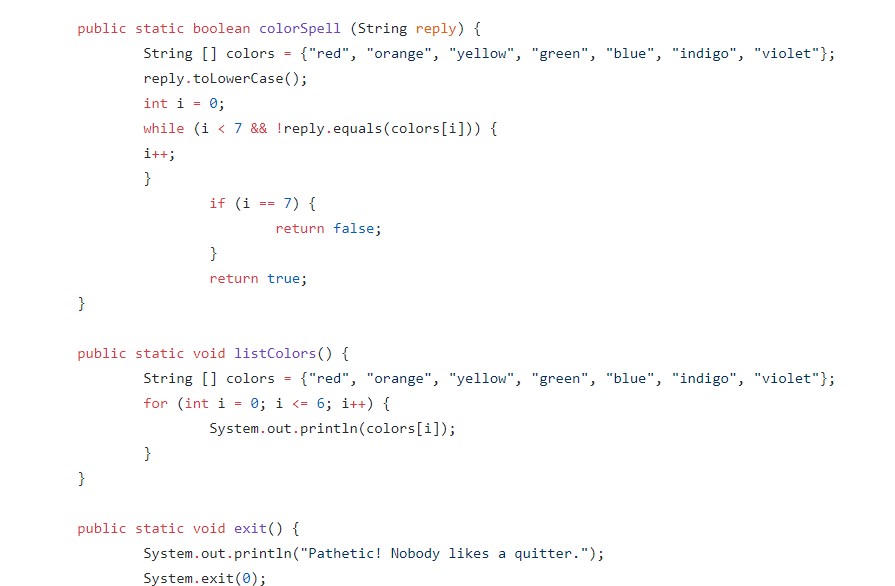 public static boolean colorSpell (String reply) {
String [] colors = {"red", "orange", "yellow", "green", "blue", "indigo", "violet"};
reply.toLowerCase();
int i = 0;
while (i < 7 && !reply.equals(colors[i])) {
i++;
}
if (i == 7) {
return false;
}
return true;
}
public static void listColors() {
String [] colors = {"red", "orange", "yellow", "green", "blue", "indigo", "violet"};
for (int i = 0; i <= 6; i++) {
System.out.println(colors[i]);
}
}
public static void exit() {
System.out.println("Pathetic! Nobody likes a quitter.");
System.exit(0);